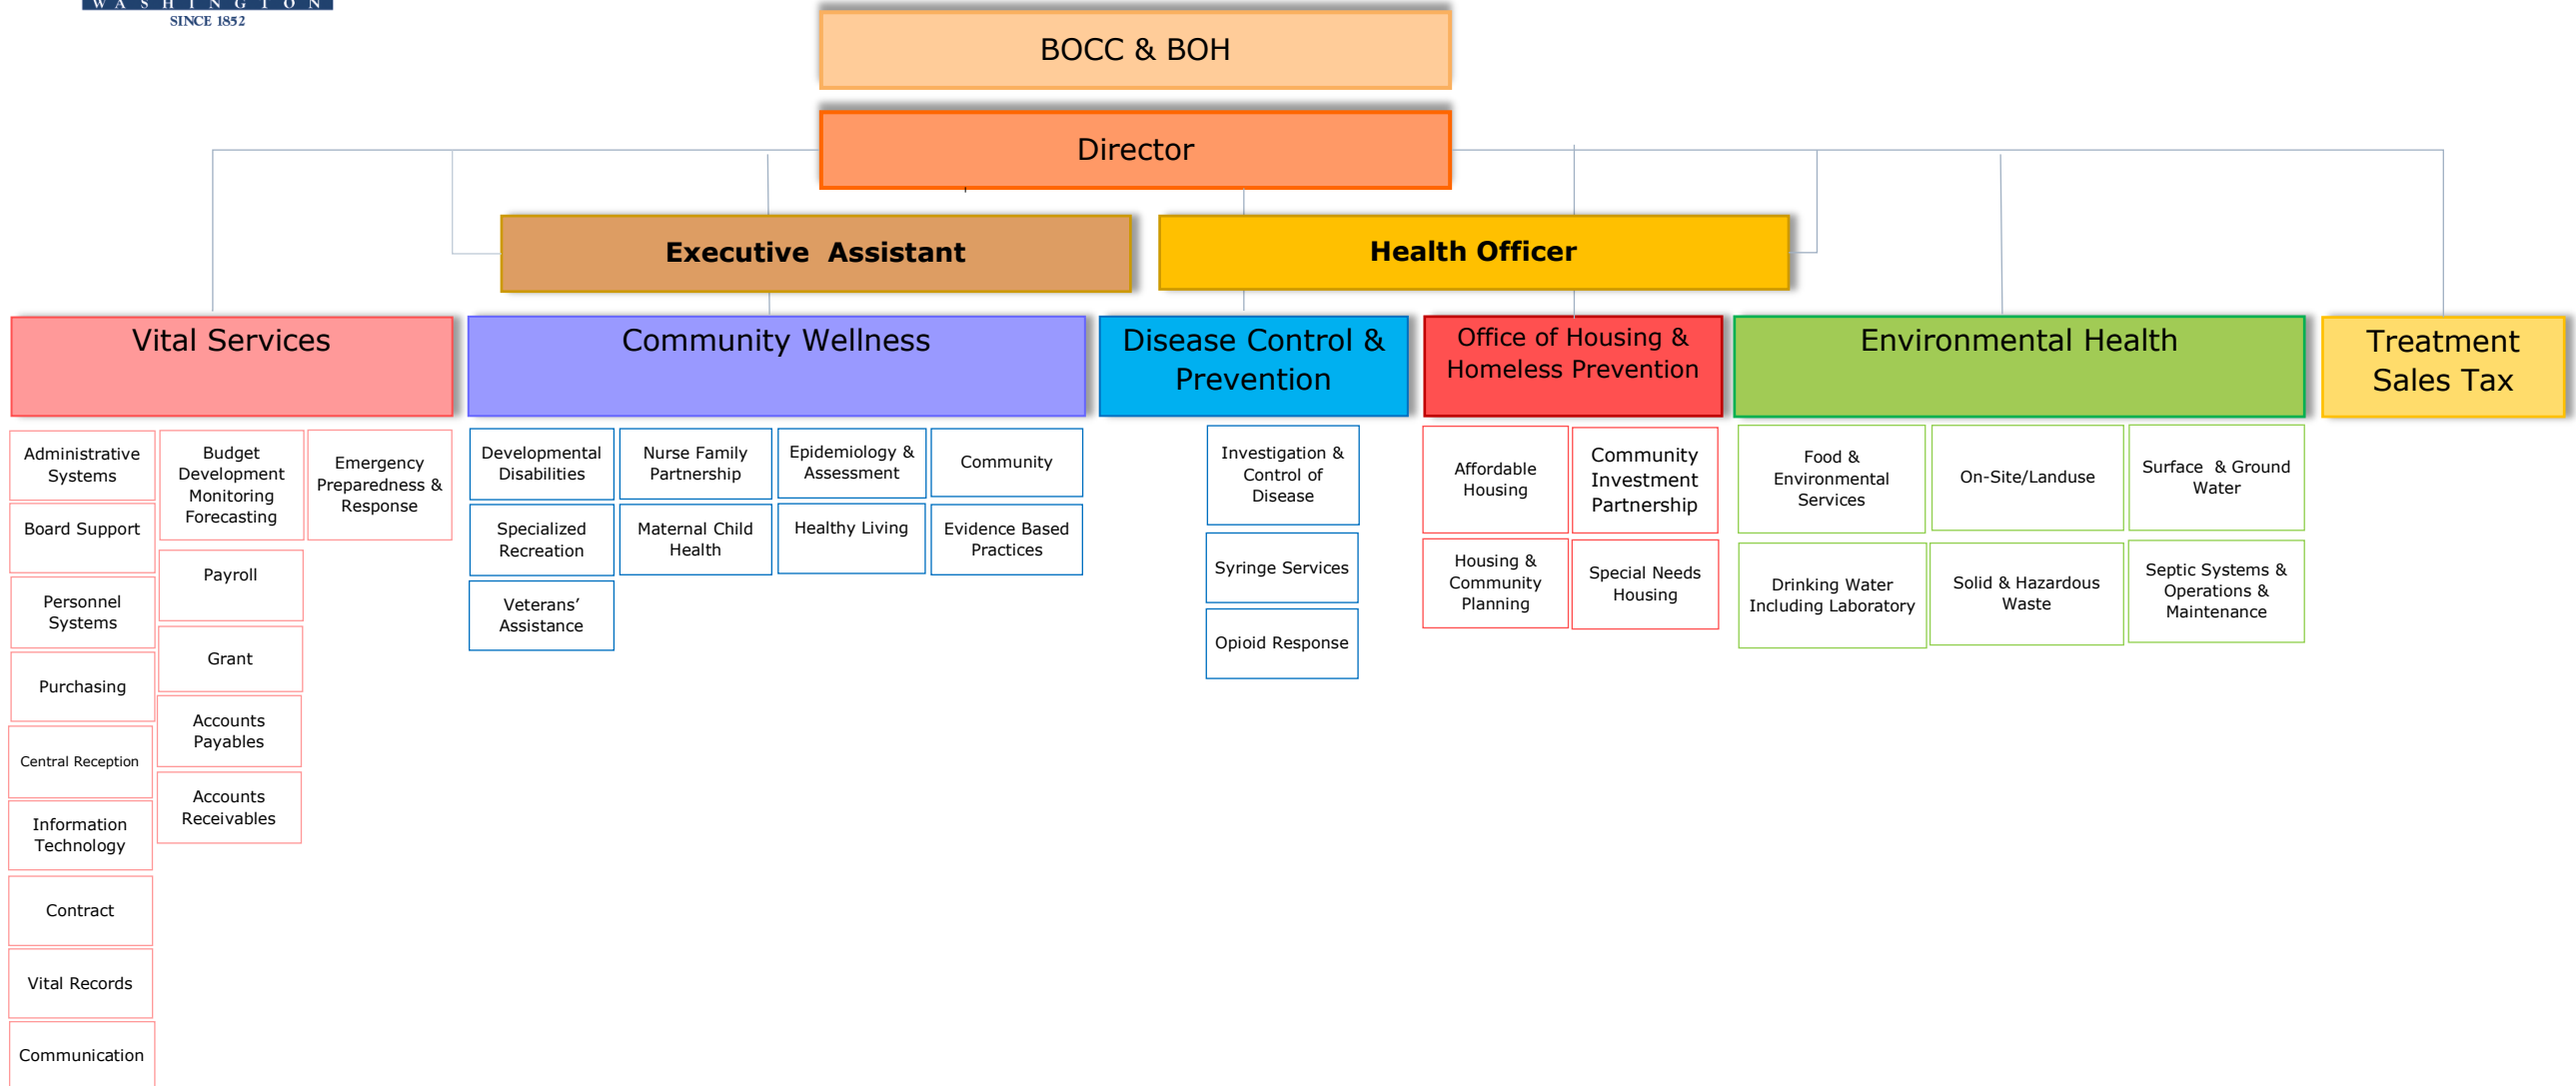 WASHINGTON
SINCE 1852
BOCC & BOH
Director
Executive  Assistant
Health Officer
Vital Services
Community Wellness
Disease Control &
Prevention
Office of Housing &
Homeless Prevention
Environmental Health
Treatment
Sales Tax
Administrative
Systems
Board Support
Personnel
Systems
Purchasing
Central Reception
Information
Technology
Contract
Vital Records
Communication
Budget
Development
Monitoring
Forecasting
Payroll
Grant
Accounts
Payables
Accounts
Receivables
Emergency
Preparedness &
Response
Developmental
Disabilities
Nurse Family
Partnership
Epidemiology &
Assessment
Community
Specialized
Recreation
Maternal Child
Health
Healthy Living
Evidence Based
Practices
Veterans’
Assistance
Investigation &
Control of
Disease
Syringe Services
Opioid Response
Affordable
Housing
Community
Investment
Partnership
Housing &
Community
Planning
Special Needs
Housing
Food &
Environmental
Services
On-Site/Landuse
Surface  & Ground
Water
Drinking Water
Including Laboratory
Solid & Hazardous
Waste
Septic Systems &
Operations &
Maintenance